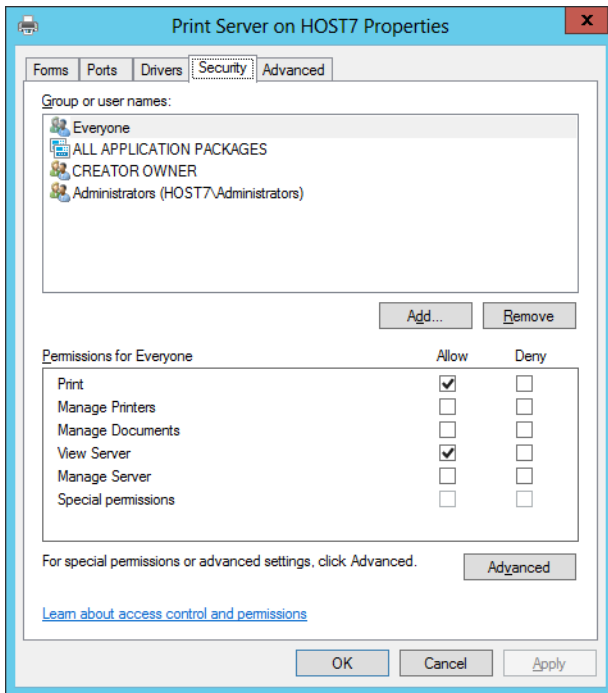 Print Server on HOST7 Properties
x
Forms Ports Drivers Security Advanced
Group or user names:
Everyone
ALL APPLICATION PACKAGES
CREATOR OWNER
Administrators (HOST7\Administrators)
Add... Remove
Permissions for Everyone Allow Deny
Print
Manage Printers
Manage Documents
View Server
Manage Server
Special permissions
For special permissions or advanced settings, click Advanced. Advanced
Learn about access control and permissions
OK Cancel Apply